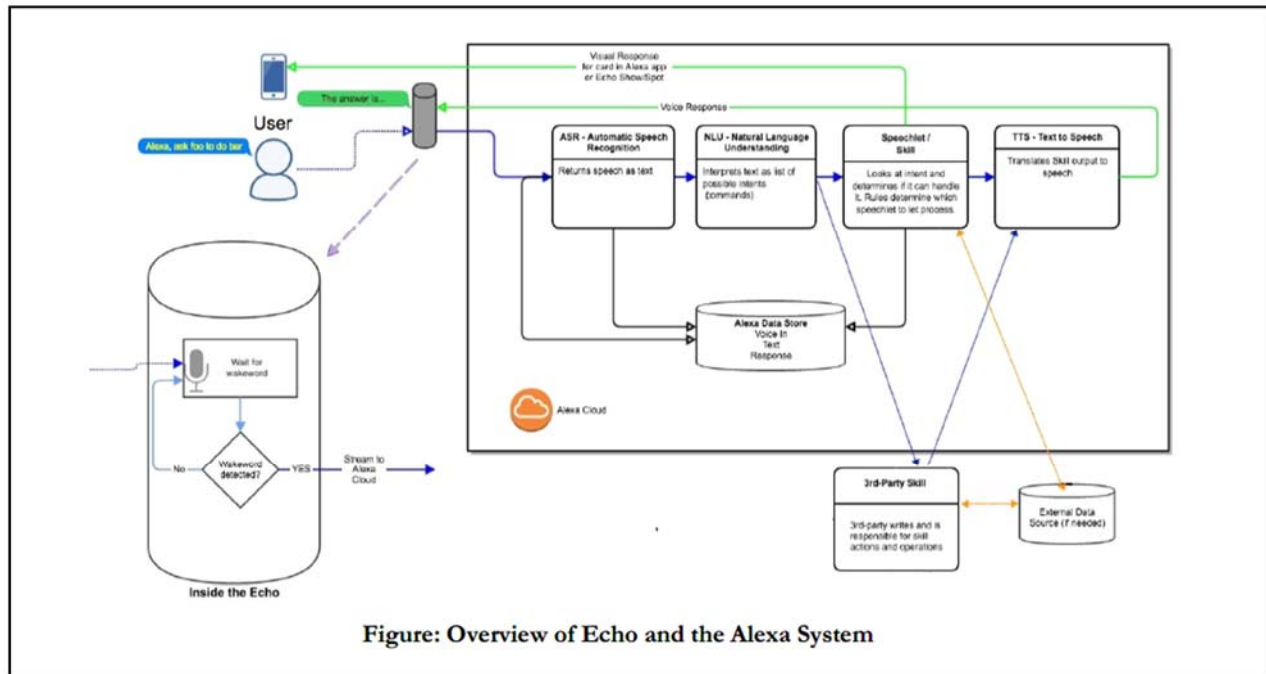 Visual Response
for card in Alexa app
or Echo Show/Spot
The answer is...
Voice Response
User
Alexa, ask foo to do bar
ASR - Automatic Speech
Recognition
Returns speech as text
NLU - Natural Language
Understanding
Interprets text as list of
possible intents
(commands)
Speechlet /
Skill
Looks at intent and
determines if it can handle
it. Rules determine which
speechlet to let process.
TTS - Text to Speech
Translates Skill output to
speech
Alexa Data Store
Voice In
Text
Response
Alexa Cloud
Wait for
wakeword
Wakeword
detected?
No
YES
Stream to
Alexa
Cloud
Inside the Echo
3rd-Party Skill
3rd-party writes and is
responsible for skill
actions and operations
External Data
Source (if needed)
Figure: Overview of Echo and the Alexa System